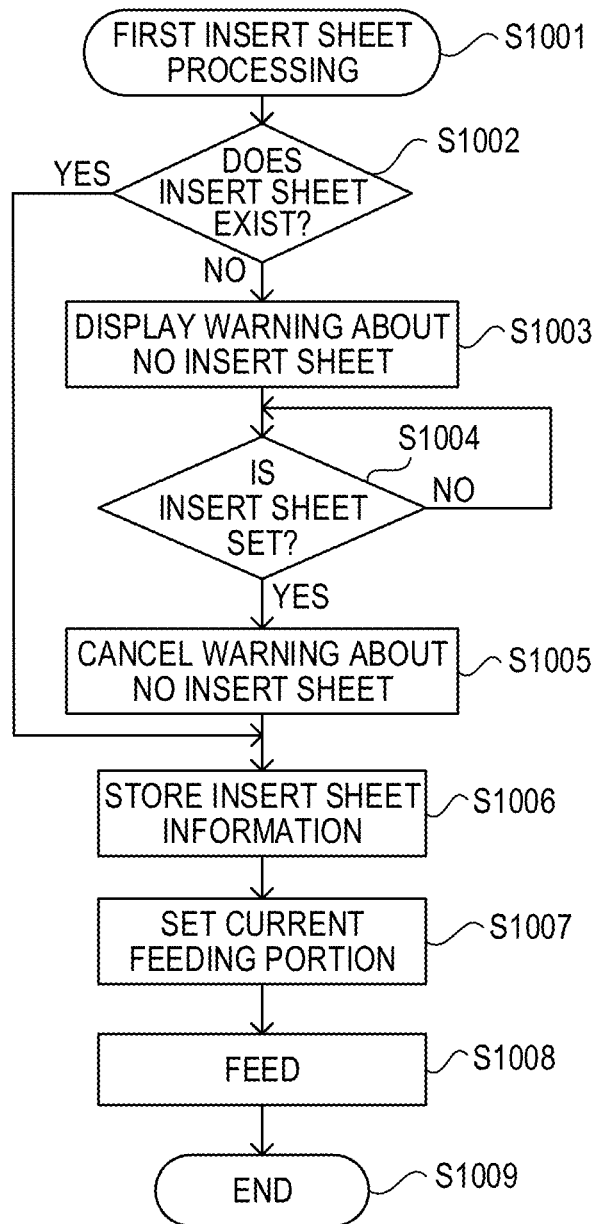 FIRST INSERT SHEET
PROCESSING
S1001
DOES
INSERT SHEET
EXIST?
S1002
YES
NO
DISPLAY WARNING ABOUT
NO INSERT SHEET
S1003
IS
INSERT SHEET
SET?
S1004
NO
YES
CANCEL WARNING ABOUT
NO INSERT SHEET
S1005
STORE INSERT SHEET
INFORMATION
S1006
SET CURRENT
FEEDING PORTION
S1007
FEED
S1008
END
S1009